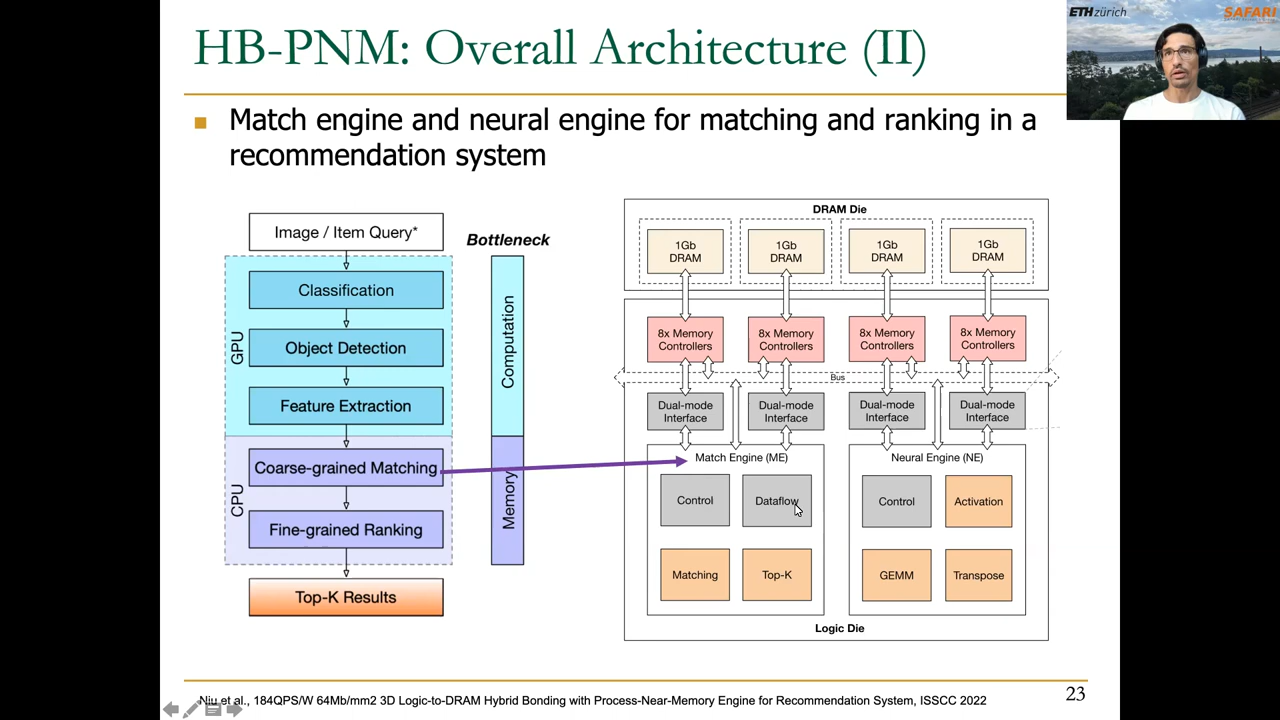 HB-PNM: Overall Architecture (II)
ETH zürich
SAFARI
Match engine and neural engine for matching and ranking in a
recommendation system
Image / Item Query*
Bottleneck
GPU
Classification
Object Detection
Feature Extraction
Computation
CPU
Coarse-grained Matching
Fine-grained Ranking
Memory
Top-K Results
DRAM Die
1Gb
DRAM
1Gb
DRAM
1Gb
DRAM
1Gb
DRAM
8x Memory
Controllers
8x Memory
Controllers
8x Memory
Controllers
8x Memory
Controllers
Bus
Dual-mode
Interface
Dual-mode
Interface
Dual-mode
Interface
Dual-mode
Interface
Match Engine (ME)
Control
Dataflow
Matching
Top-K
Neural Engine (NE)
Control
Activation
GEMM
Transpose
Logic Die
Niu et al., 184QPS/W 64Mb/mm2 3D Logic-to-DRAM Hybrid Bonding with Process-Near-Memory Engine for Recommendation System, ISSCC 2022
23